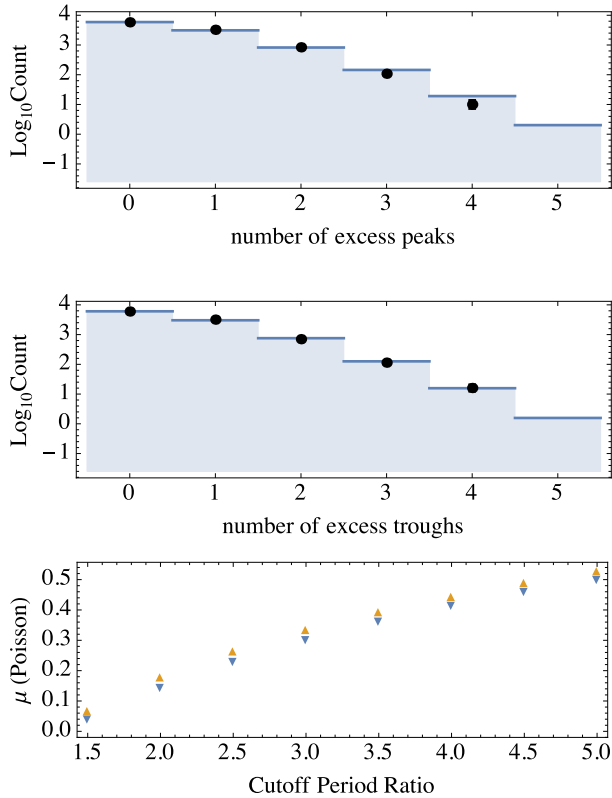 Log₁₀Count
4
3
2
1
0
−1
0 1 2 3 4 5
number of excess peaks
Log₁₀Count
4
3
2
1
0
−1
0 1 2 3 4 5
number of excess troughs
μ (Poisson)
0.5
0.4
0.3
0.2
0.1
0.0
1.5 2.0 2.5 3.0 3.5 4.0 4.5 5.0
Cutoff Period Ratio